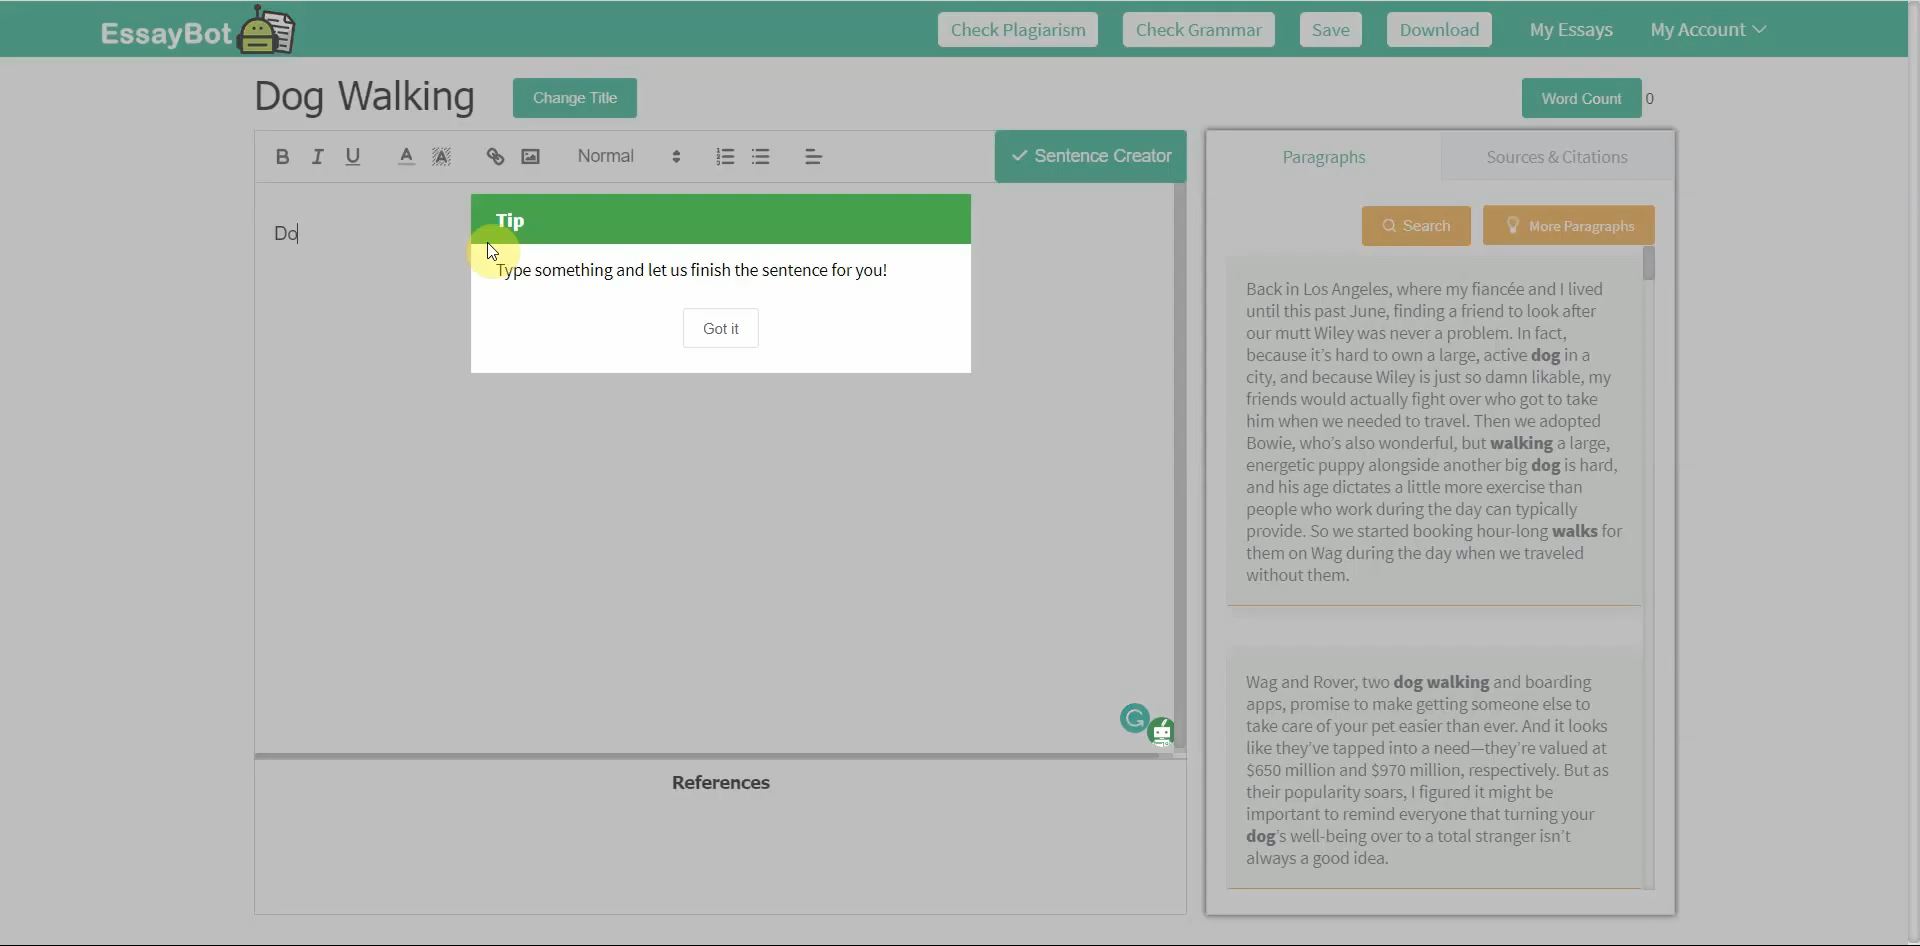 EssayBot
Check Plagiarism
Check Grammar
Save
Download
My Essays
My Account
Dog Walking
Change Title
Word Count 0
B I U A A Normal
Sentence Creator
Do
Tip
Type something and let us finish the sentence for you!
Got it
References
Paragraphs
Sources & Citations
Search
More Paragraphs
Back in Los Angeles, where my fiancée and I lived
until this past June, finding a friend to look after
our mutt Wiley was never a problem. In fact,
because it's hard to own a large, active dog in a
city, and because Wiley is just so damn likable, my
friends would actually fight over who got to take
him when we needed to travel. Then we adopted
Bowie, who's also wonderful, but walking a large,
energetic puppy alongside another big dog is hard,
and his age dictates a little more exercise than
people who work during the day can typically
provide. So we started booking hour-long walks for
them on Wag during the day when we traveled
without them.
Wag and Rover, two dog walking and boarding
apps, promise to make getting someone else to
take care of your pet easier than ever. And it looks
like they've tapped into a need—they're valued at
$650 million and $970 million, respectively. But as
their popularity soars, I figured it might be
important to remind everyone that turning your
dog's well-being over to a total stranger isn't
always a good idea.